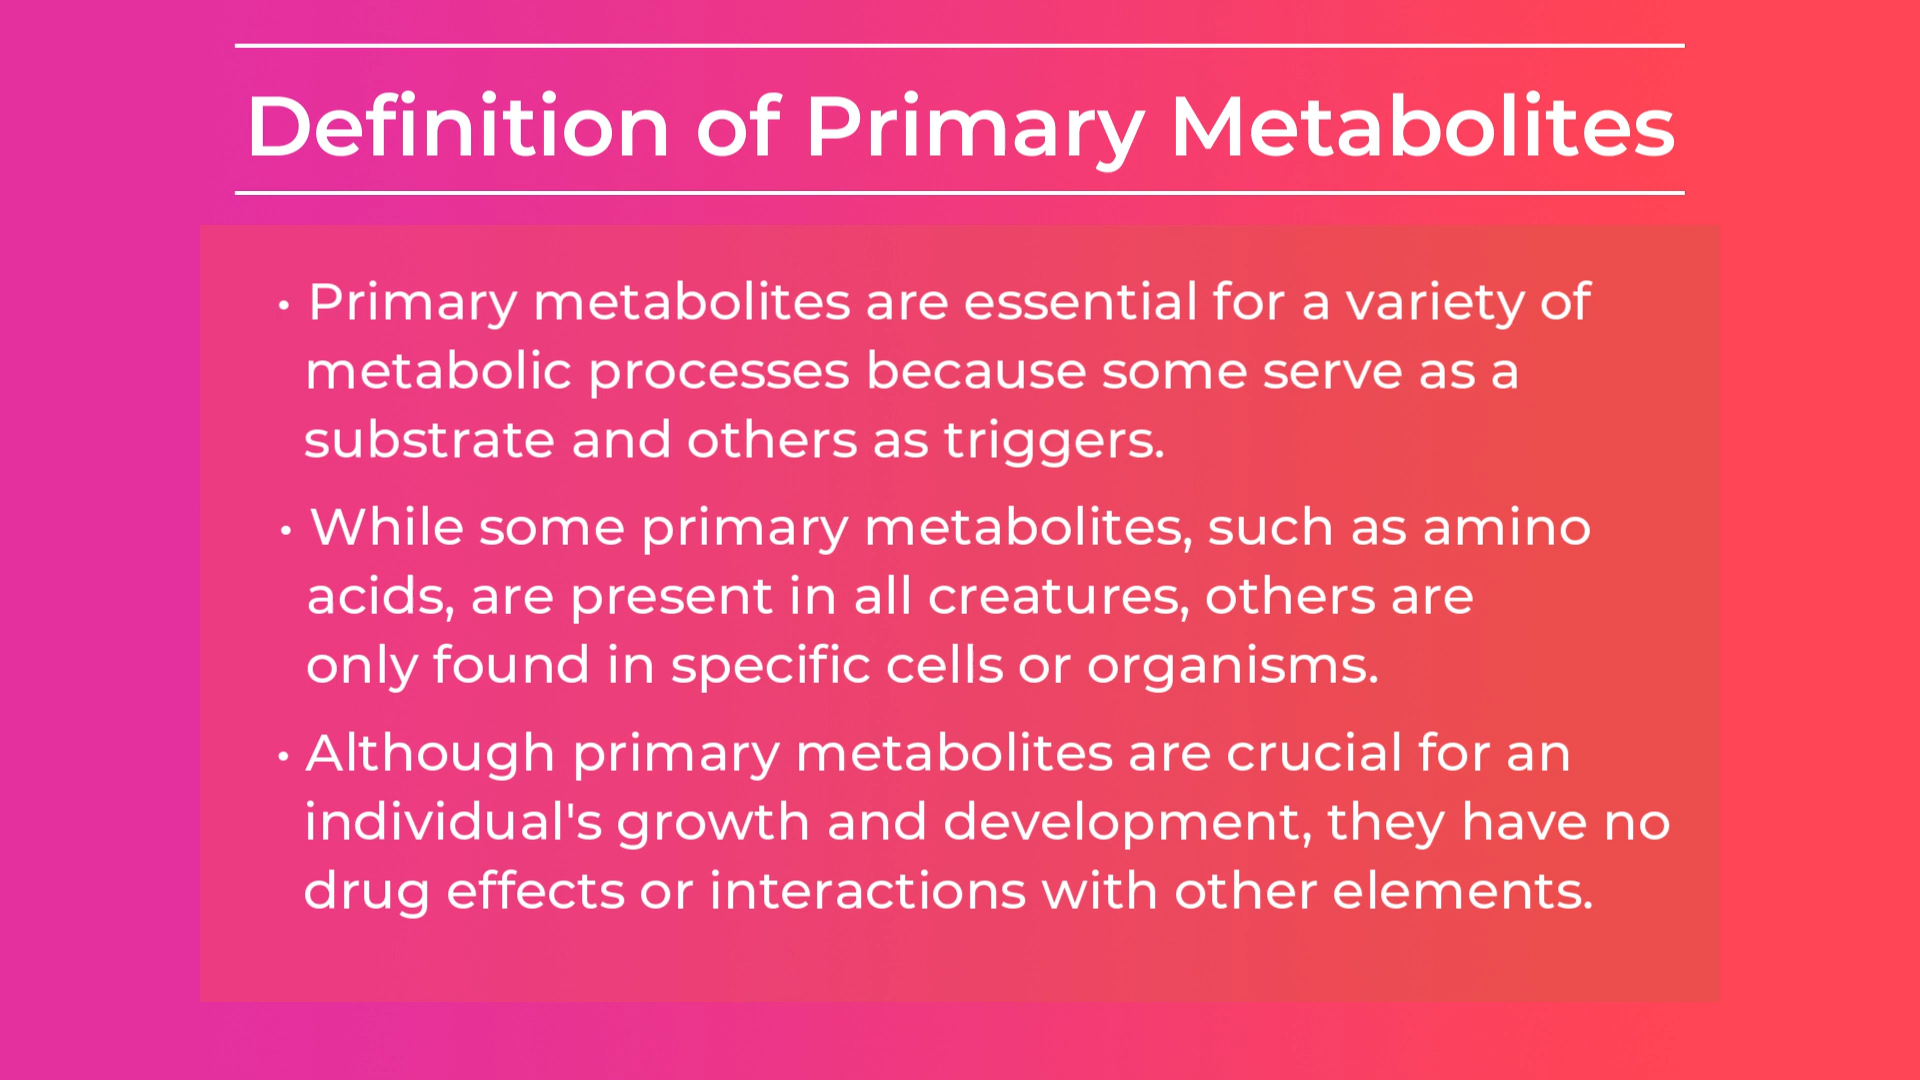 Definition of Primary Metabolites
• Primary metabolites are essential for a variety of
metabolic processes because some serve as a
substrate and others as triggers.
• While some primary metabolites, such as amino
acids, are present in all creatures, others are
only found in specific cells or organisms.
• Although primary metabolites are crucial for an
individual's growth and development, they have no
drug effects or interactions with other elements.